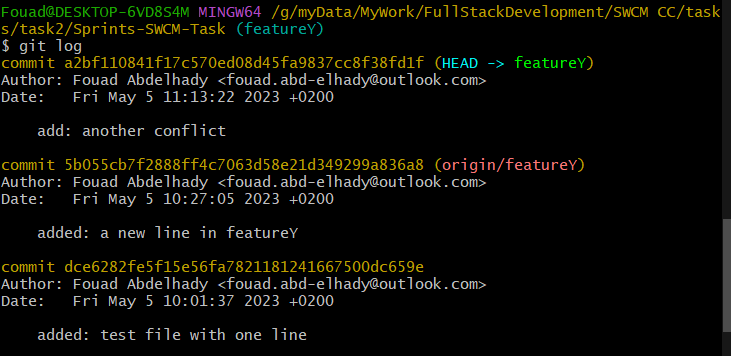 Fouad@DESKTOP-6VD8S4M MINGW64 /g/myData/MyWork/FullStackDevelopment/SWCM CC/task
s/task2/Sprints-SWCM-Task (featureY)
$ git log
commit a2bf110841f17c570ed08d45fa9837cc8f38fd1f (HEAD -> featureY)
Author: Fouad Abdelhady <fouad.abd-elhady@outlook.com>
Date:   Fri May 5 11:13:22 2023 +0200
    add: another conflict
commit 5b055cb7f2888ff4c7063d58e21d349299a836a8 (origin/featureY)
Author: Fouad Abdelhady <fouad.abd-elhady@outlook.com>
Date:   Fri May 5 10:27:05 2023 +0200
    added: a new line in featureY
commit dce6282fe5f15e56fa7821181241667500dc659e
Author: Fouad Abdelhady <fouad.abd-elhady@outlook.com>
Date:   Fri May 5 10:01:37 2023 +0200
    added: test file with one line